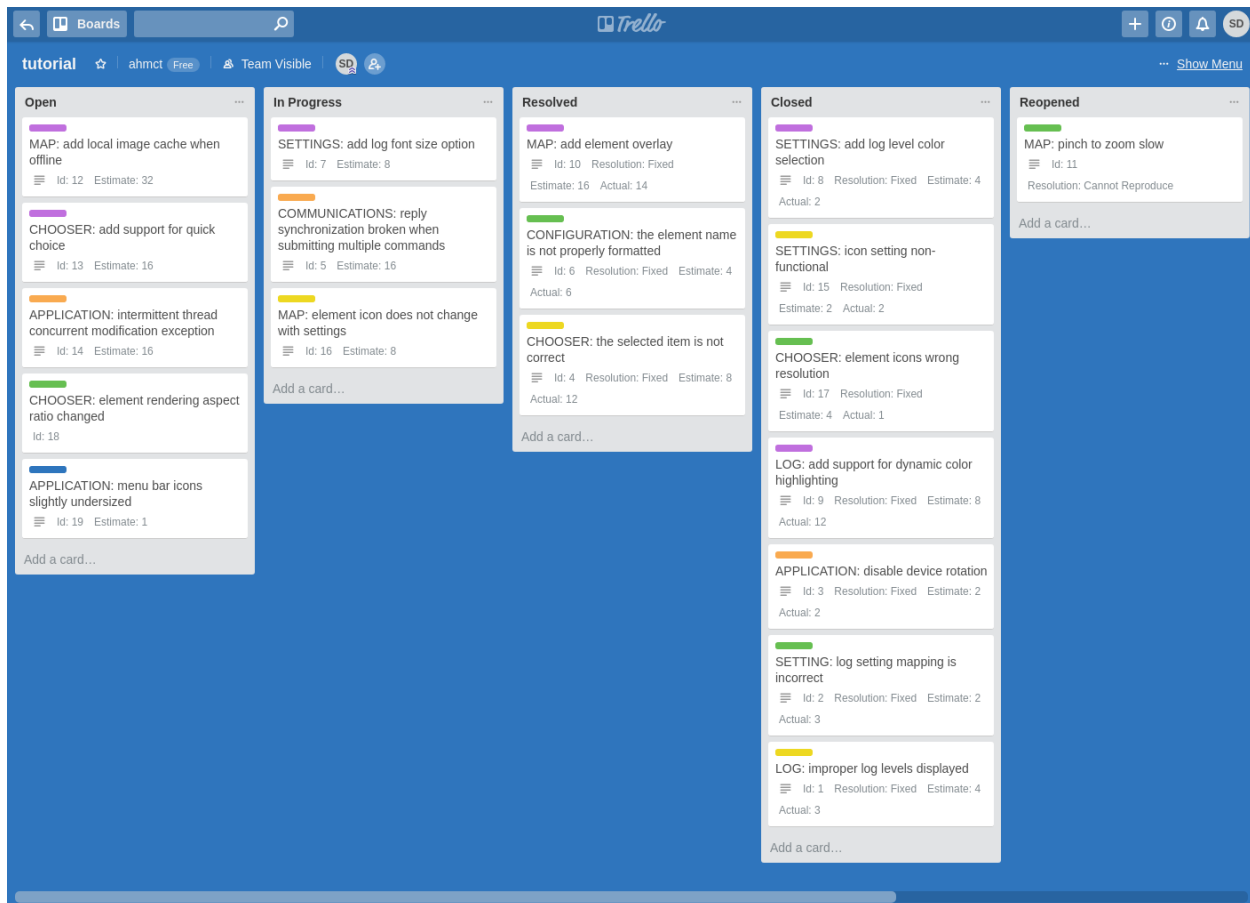 Boards
Trello
SD
tutorial
ahmct Free
Team Visible
SD
··· Show Menu
Open ···
MAP: add local image cache when
offline
Id: 12 Estimate: 32
CHOOSER: add support for quick
choice
Id: 13 Estimate: 16
APPLICATION: intermittent thread
concurrent modification exception
Id: 14 Estimate: 16
CHOOSER: element rendering aspect
ratio changed
Id: 18
APPLICATION: menu bar icons
slightly undersized
Id: 19 Estimate: 1
Add a card…
In Progress ···
SETTINGS: add log font size option
Id: 7 Estimate: 8
COMMUNICATIONS: reply
synchronization broken when
submitting multiple commands
Id: 5 Estimate: 16
MAP: element icon does not change
with settings
Id: 16 Estimate: 8
Add a card…
Resolved ···
MAP: add element overlay
Id: 10 Resolution: Fixed
Estimate: 16 Actual: 14
CONFIGURATION: the element name
is not properly formatted
Id: 6 Resolution: Fixed Estimate: 4
Actual: 6
CHOOSER: the selected item is not
correct
Id: 4 Resolution: Fixed Estimate: 8
Actual: 12
Add a card…
Closed ···
SETTINGS: add log level color
selection
Id: 8 Resolution: Fixed Estimate: 4
Actual: 2
SETTINGS: icon setting non-
functional
Id: 15 Resolution: Fixed
Estimate: 2 Actual: 2
CHOOSER: element icons wrong
resolution
Id: 17 Resolution: Fixed
Estimate: 4 Actual: 1
LOG: add support for dynamic color
highlighting
Id: 9 Resolution: Fixed Estimate: 8
Actual: 12
APPLICATION: disable device rotation
Id: 3 Resolution: Fixed Estimate: 2
Actual: 2
SETTING: log setting mapping is
incorrect
Id: 2 Resolution: Fixed Estimate: 2
Actual: 3
LOG: improper log levels displayed
Id: 1 Resolution: Fixed Estimate: 4
Actual: 3
Add a card…
Reopened ···
MAP: pinch to zoom slow
Id: 11
Resolution: Cannot Reproduce
Add a card…